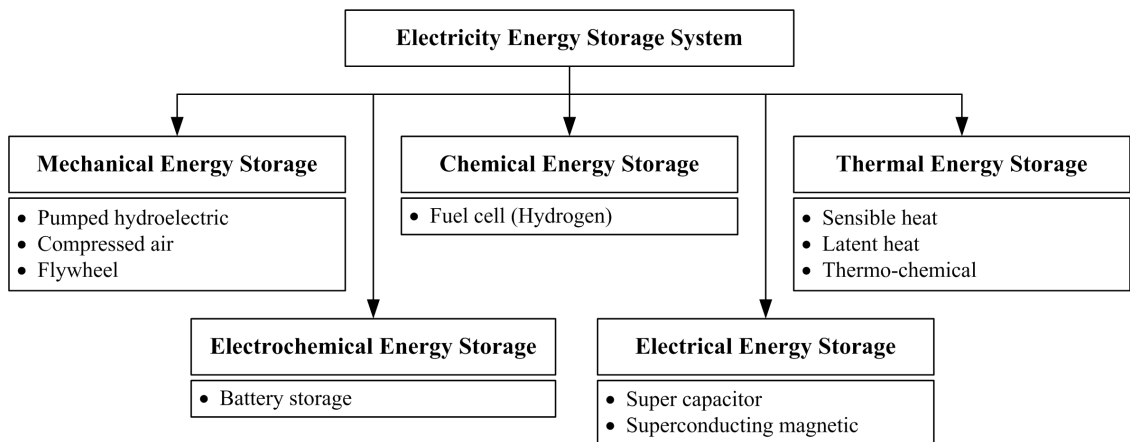 Electricity Energy Storage System
Mechanical Energy Storage
• Pumped hydroelectric
• Compressed air
• Flywheel
Chemical Energy Storage
• Fuel cell (Hydrogen)
Thermal Energy Storage
• Sensible heat
• Latent heat
• Thermo-chemical
Electrochemical Energy Storage
• Battery storage
Electrical Energy Storage
• Super capacitor
• Superconducting magnetic